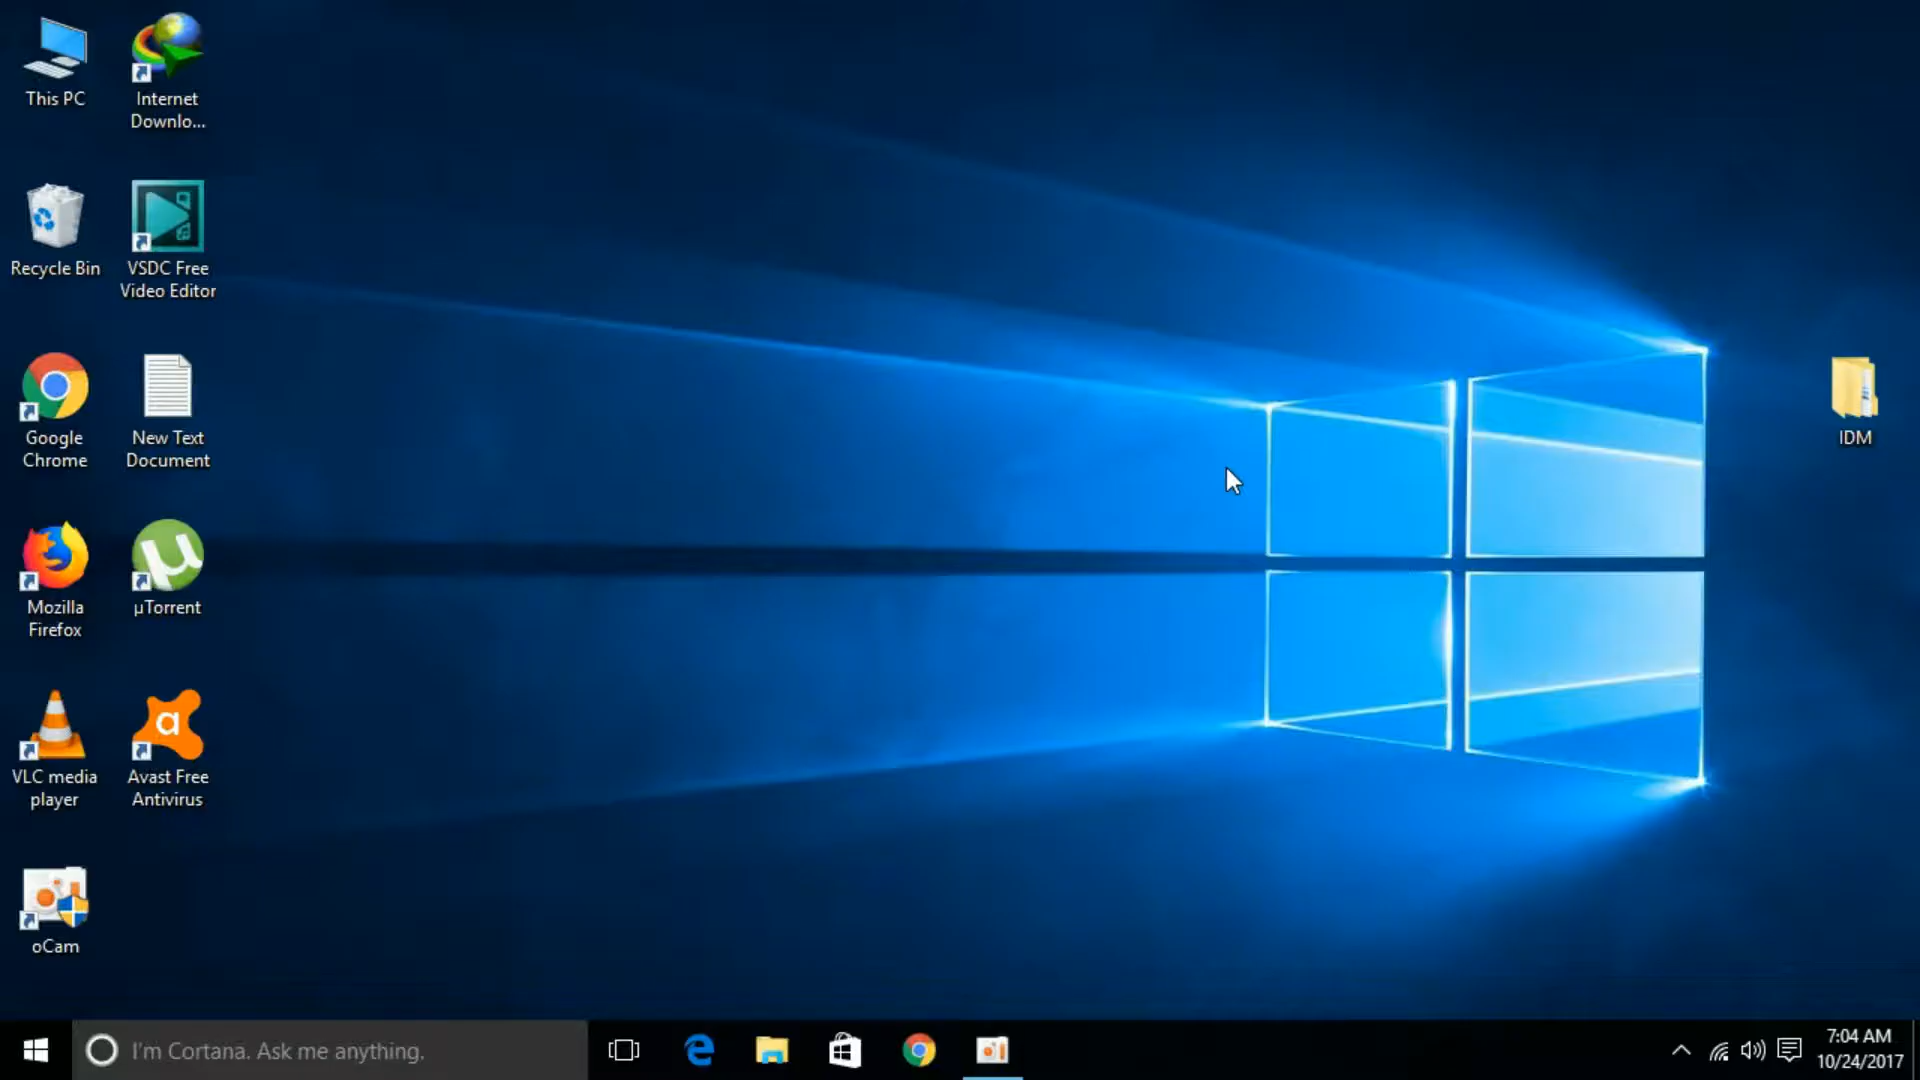 This PC
Internet
Downlo...
Recycle Bin
VSDC Free
Video Editor
Google
Chrome
New Text
Document
IDM
Mozilla
Firefox
µTorrent
VLC media
player
Avast Free
Antivirus
oCam
I'm Cortana. Ask me anything.
7:04 AM
10/24/2017